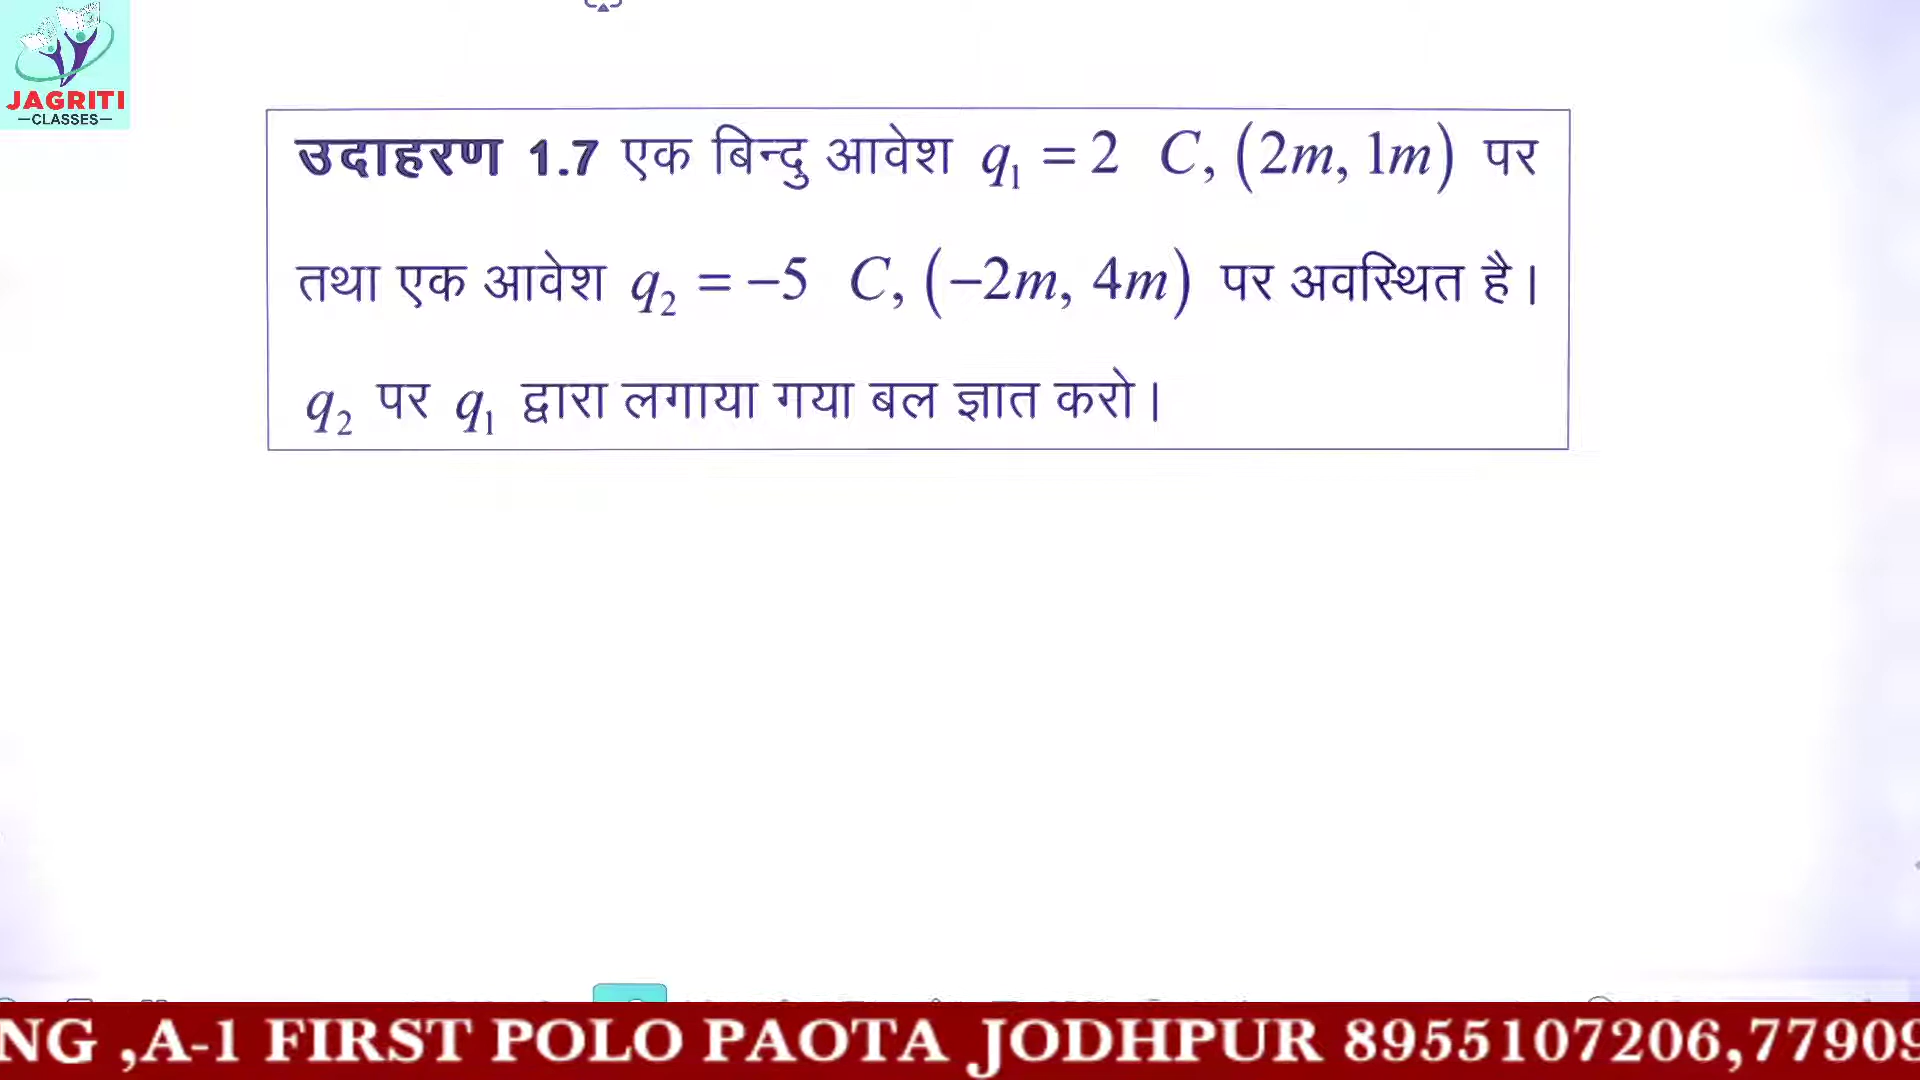 JAGRITI
CLASSES
उदाहरण 1.7 एक बिन्दु आवेश q₁ = 2 C, (2m, 1m) पर
तथा एक आवेश q₂ = −5 C, (−2m, 4m) पर अवस्थित है।
q₂ पर q₁ द्वारा लगाया गया बल ज्ञात करो।
NG ,A-1 FIRST POLO PAOTA JODHPUR 8955107206,77909